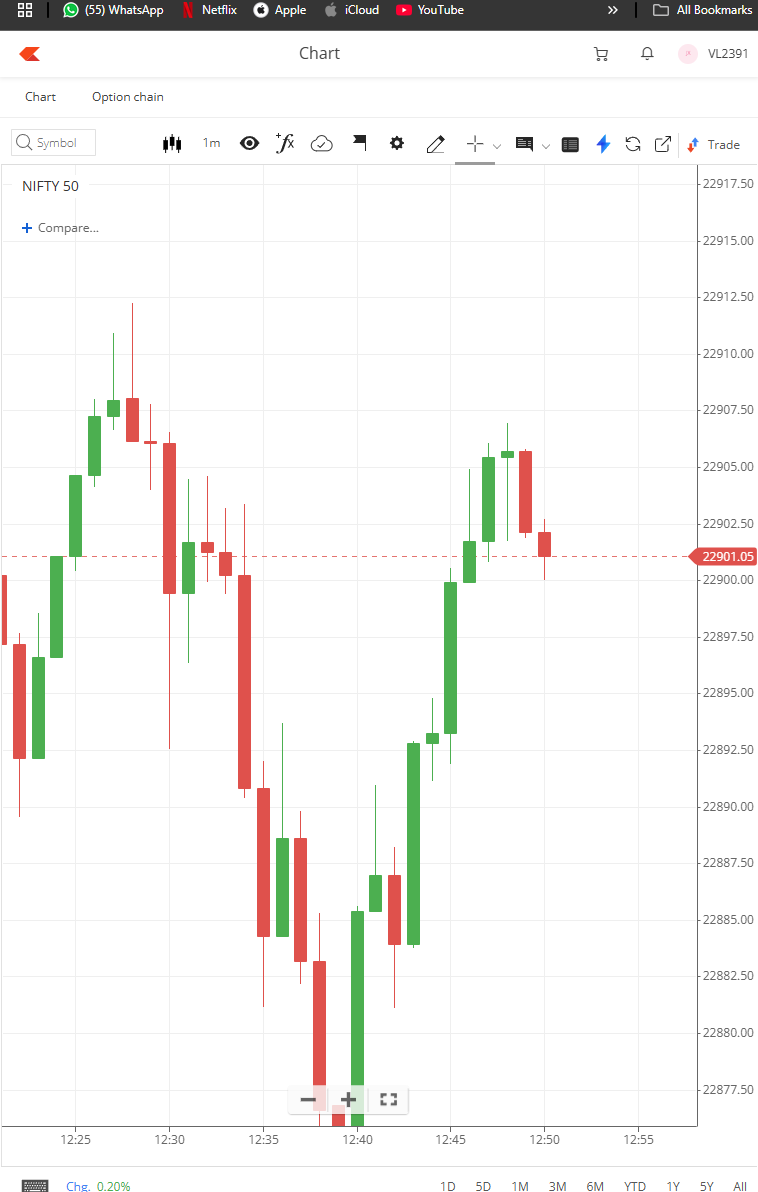 (55) WhatsApp Netflix Apple iCloud YouTube » All Bookmarks
Chart VL2391
Chart Option chain
Symbol 1m ƒx Trade
NIFTY 50
+ Compare...
22917.50
22915.00
22912.50
22910.00
22907.50
22905.00
22902.50
22901.05
22900.00
22897.50
22895.00
22892.50
22890.00
22887.50
22885.00
22882.50
22880.00
22877.50
12:25 12:30 12:35 12:40 12:45 12:50 12:55
Chg. 0.20% 1D 5D 1M 3M 6M YTD 1Y 5Y All